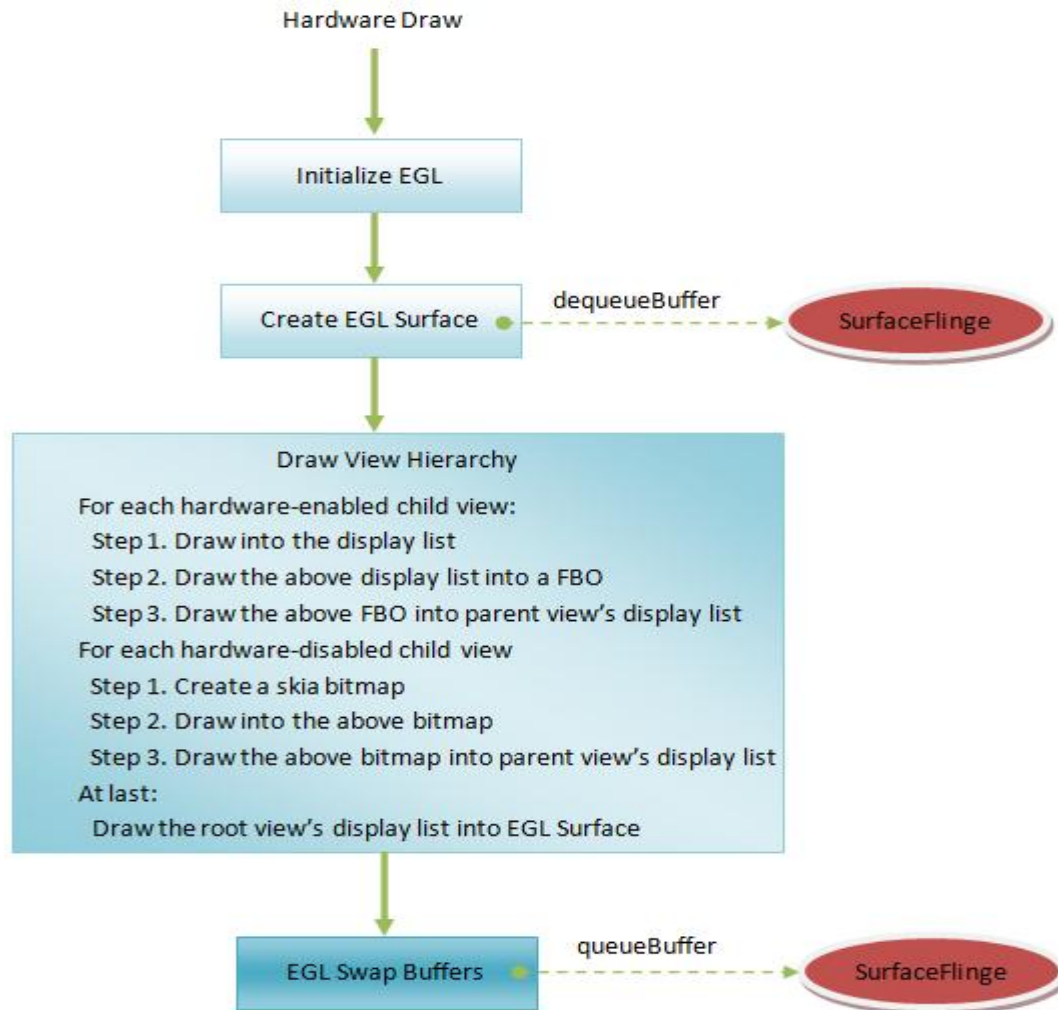 Hardware Draw
Initialize EGL
Create EGL Surface
dequeueBuffer
SurfaceFlinge
Draw View Hierarchy
For each hardware-enabled child view:
Step 1. Draw into the display list
Step 2. Draw the above display list into a FBO
Step 3. Draw the above FBO into parent view's display list
For each hardware-disabled child view
Step 1. Create a skia bitmap
Step 2. Draw into the above bitmap
Step 3. Draw the above bitmap into parent view's display list
At last:
Draw the root view's display list into EGL Surface
EGL Swap Buffers
queueBuffer
SurfaceFlinge